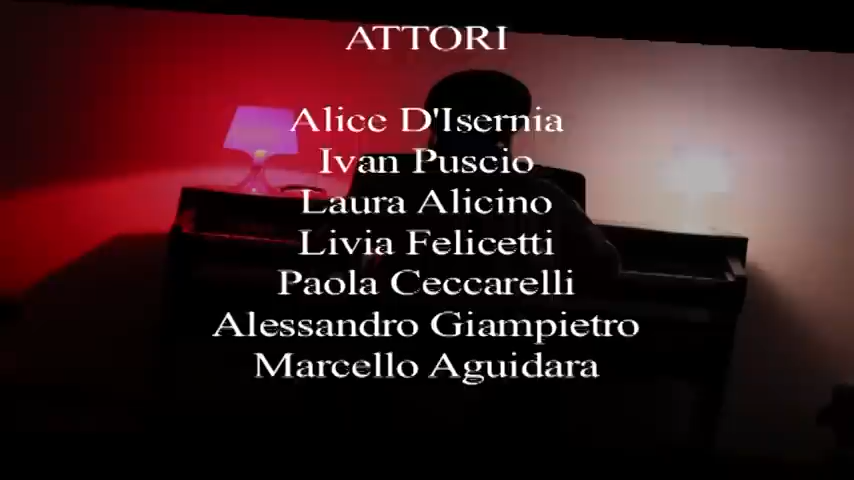 ATTORI
Alice D'Isernia
Ivan Puscio
Laura Alicino
Livia Felicetti
Paola Ceccarelli
Alessandro Giampietro
Marcello Aguidara